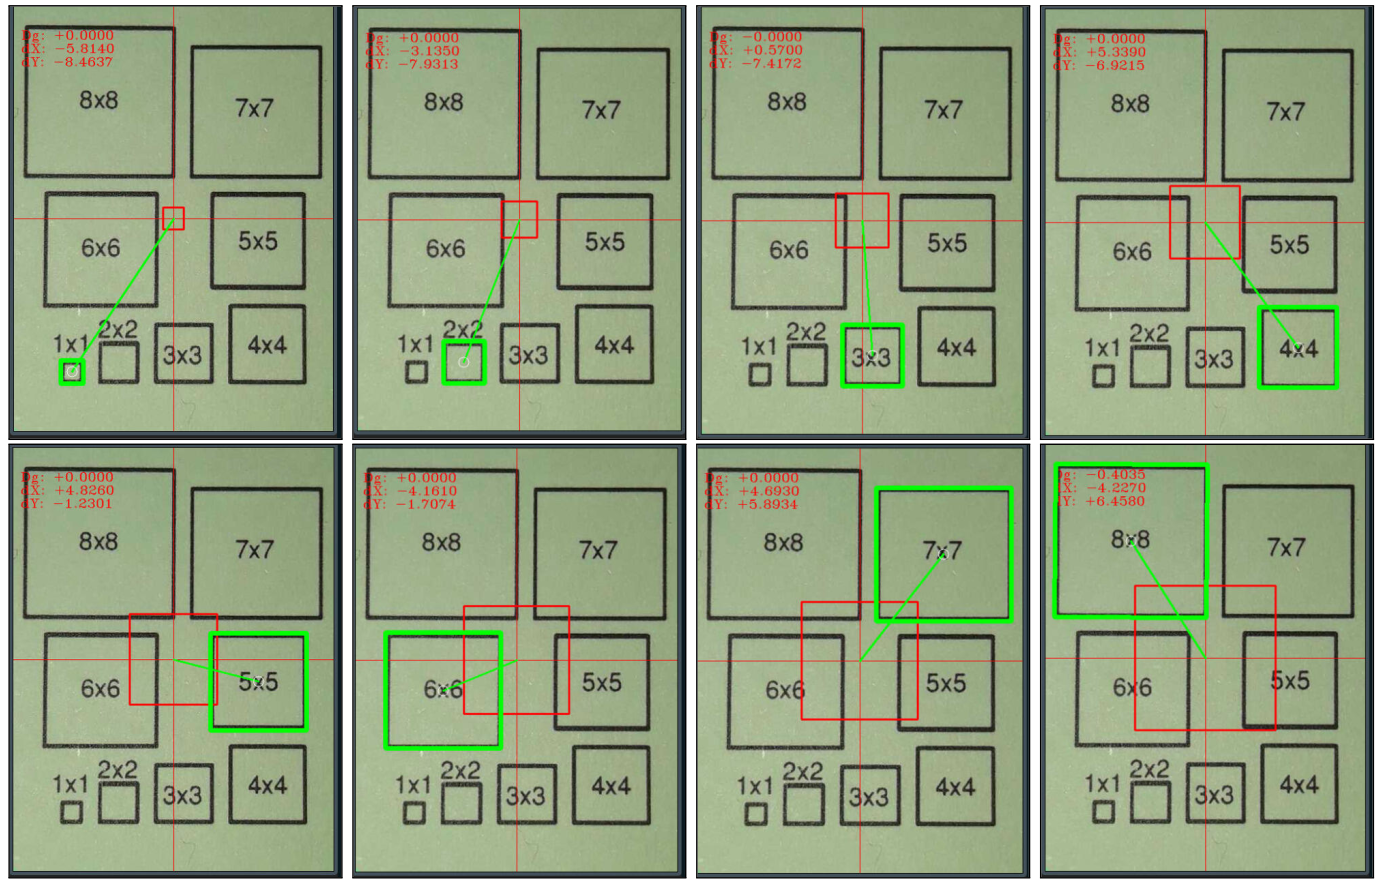 Dg: +0.0000
dX: −5.8140
dY: −8.4637
8x8
7x7
6x6
5x5
1x1
2x2
3x3
4x4
Dg: +0.0000
dX: −3.1350
dY: −7.9313
8x8
7x7
6x6
5x5
1x1
2x2
3x3
4x4
Dg: −0.0000
dX: +0.5700
dY: −7.4172
8x8
7x7
6x6
5x5
1x1
2x2
3x3
4x4
Dg: +0.0000
dX: +5.3390
dY: −6.9215
8x8
7x7
6x6
5x5
1x1
2x2
3x3
4x4
Dg: +0.0000
dX: +4.8260
dY: −1.2301
8x8
7x7
6x6
5x5
1x1
2x2
3x3
4x4
Dg: +0.0000
dX: −4.1610
dY: −1.7074
8x8
7x7
6x6
5x5
1x1
2x2
3x3
4x4
Dg: +0.0000
dX: +4.6930
dY: +5.8934
8x8
7x7
6x6
5x5
1x1
2x2
3x3
4x4
Dg: −0.4035
dX: −4.2270
dY: +6.4580
8x8
7x7
6x6
5x5
1x1
2x2
3x3
4x4